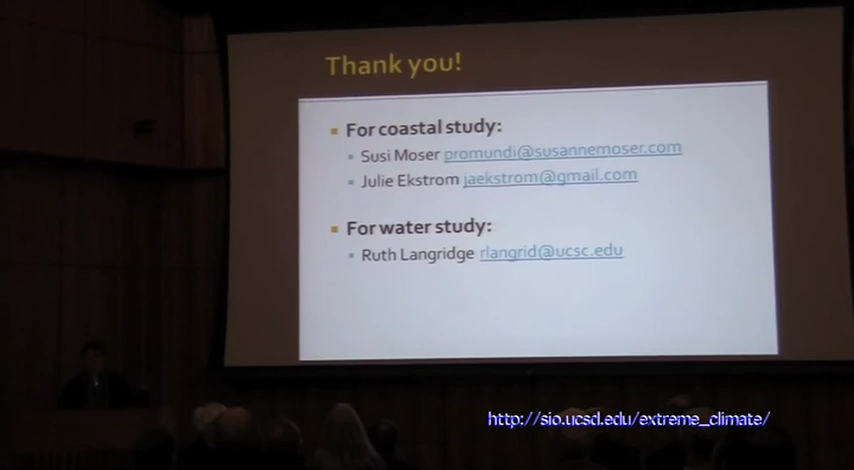 Thank you!
For coastal study:
Susi Moser promundi@susannemoser.com
Julie Ekstrom jaekstrom@gmail.com
For water study:
Ruth Langridge rlangrid@ucsc.edu
http://sio.ucsd.edu/extreme_climate/